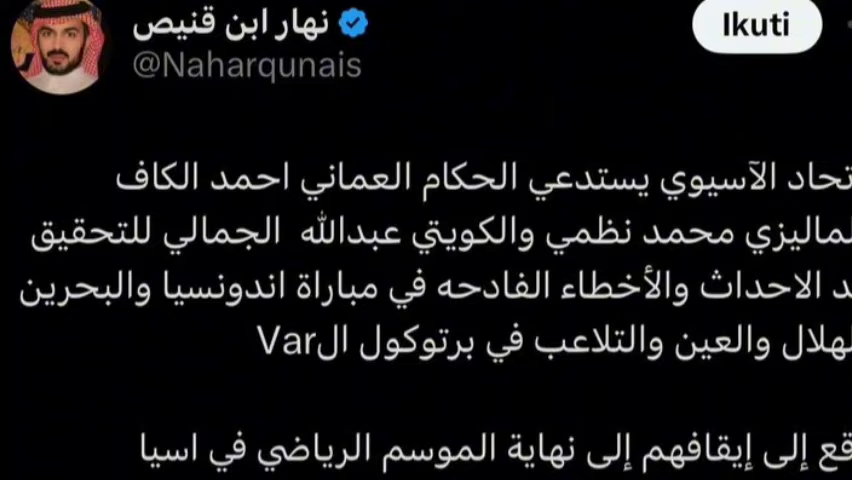 نهار ابن قنيص
Ikuti
@Naharqunais
تحاد الآسيوي يستدعي الحكام العماني احمد الكاف
لماليزي محمد نظمي والكويتي عبدالله الجمالي للتحقيق
د الاحداث والأخطاء الفادحه في مباراة اندونسيا والبحرين
لهلال والعين والتلاعب في برتوكول الVar
قع إلى إيقافهم إلى نهاية الموسم الرياضي في اسيا